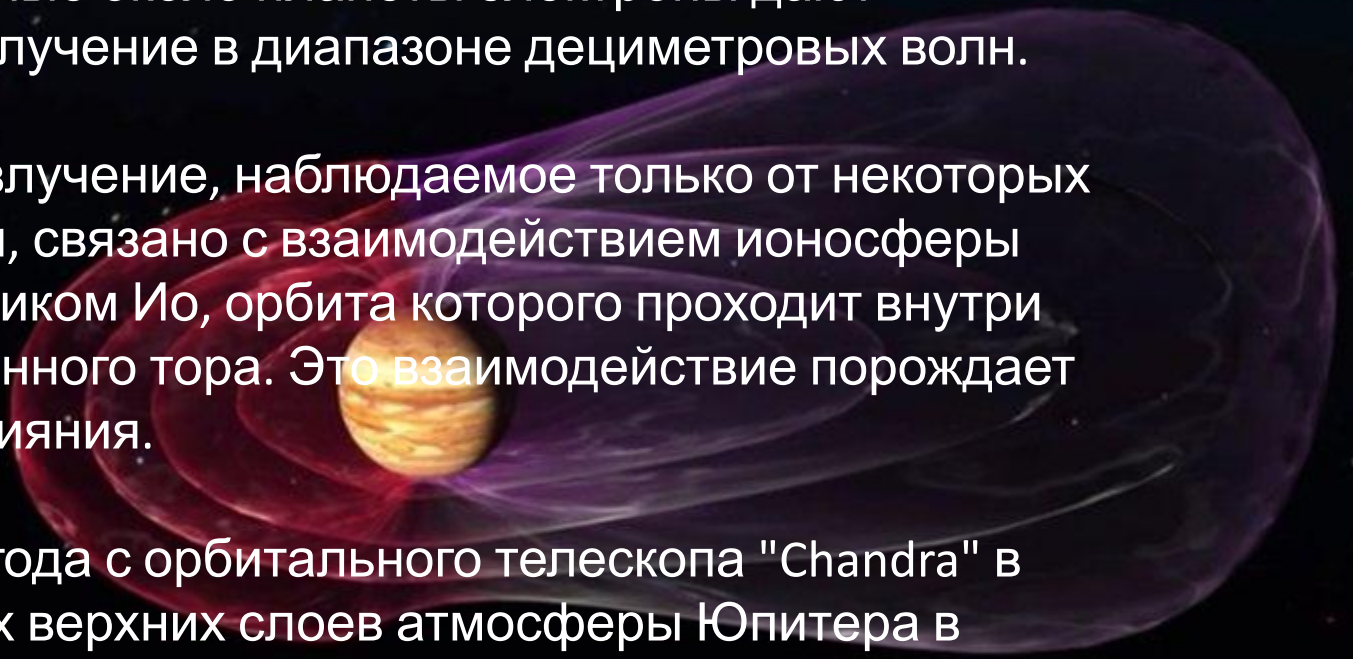 лучение в диапазоне дециметровых волн.
злучение, наблюдаемое только от некоторых
, связано с взаимодействием ионосферы
иком Ио, орбита которого проходит внутри
нного тора. Это взаимодействие порождает
ияния.
года с орбитального телескопа "Chandra" в
х верхних слоев атмосферы Юпитера в